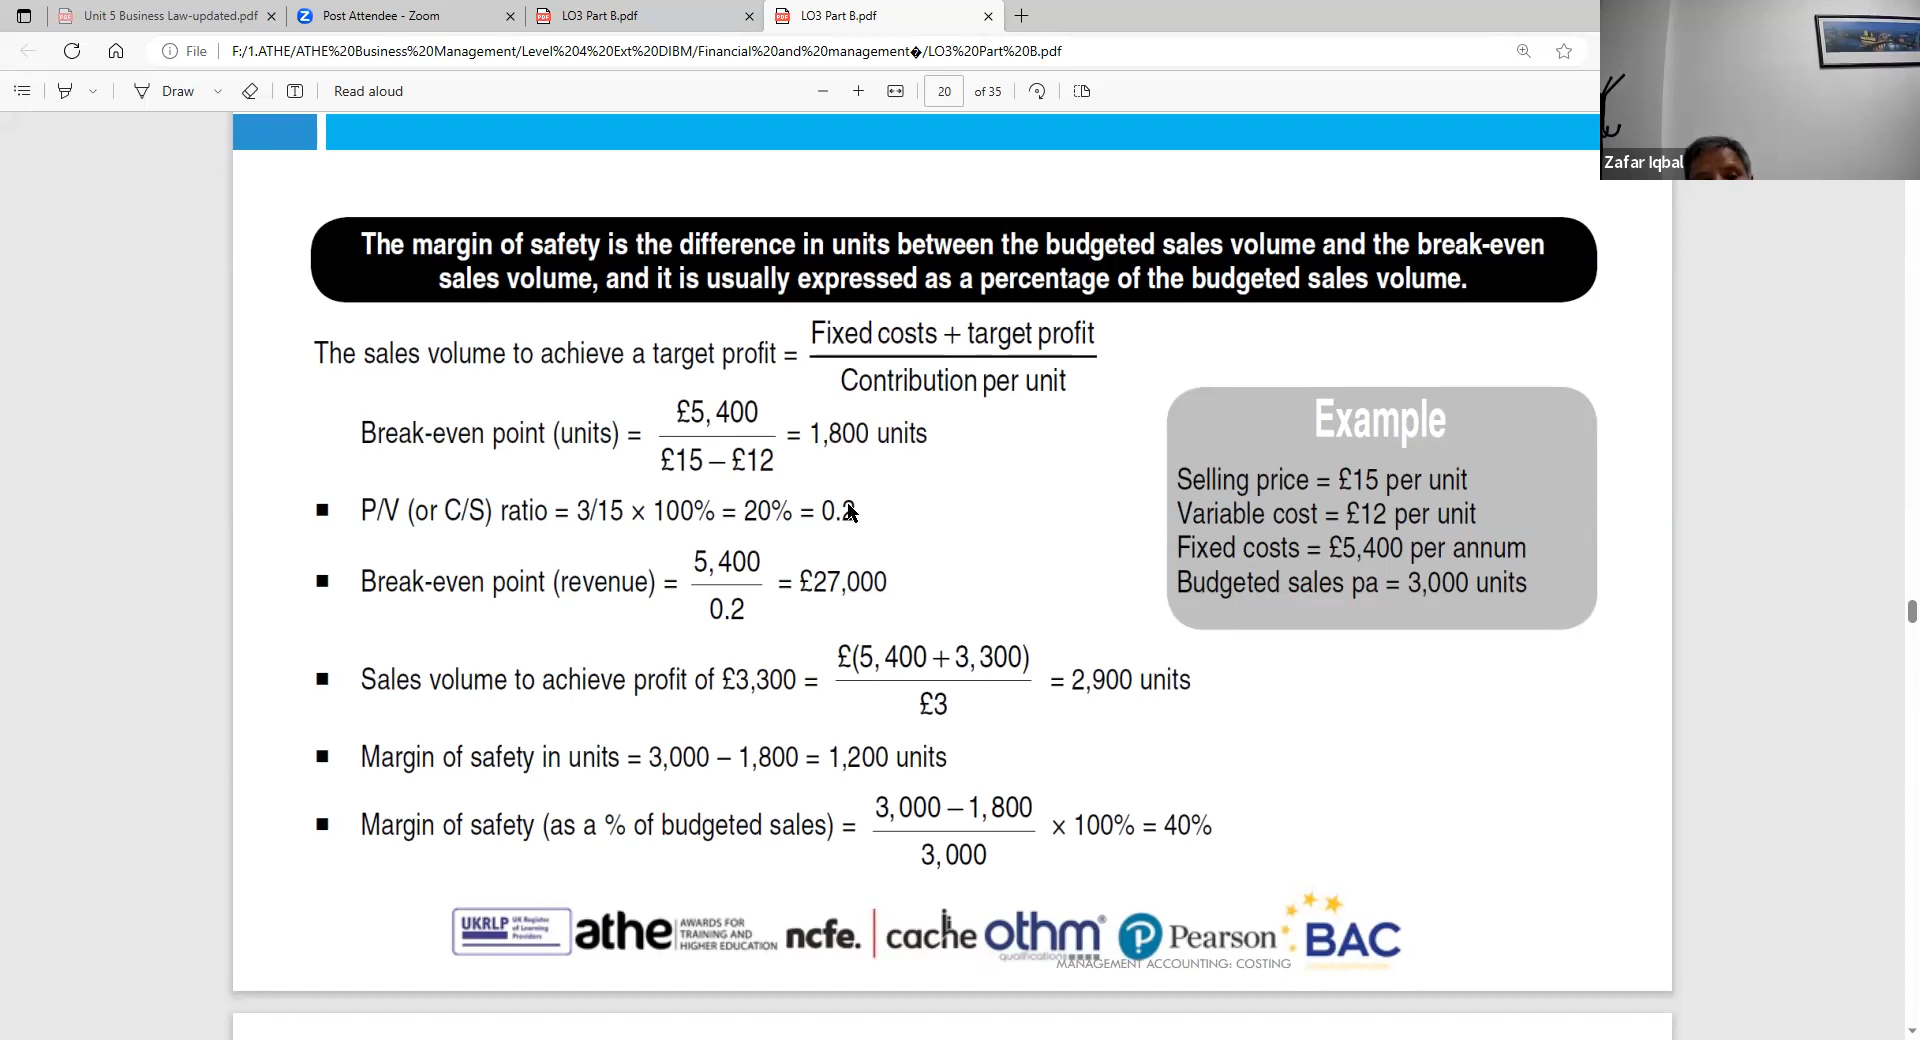 Unit 5 Business Law-updated.pdf
Post Attendee - Zoom
LO3 Part B.pdf
LO3 Part B.pdf
File
F:/1.ATHE/ATHE%20Business%20Management/Level%204%20Ext%20DIBM/Financial%20and%20management�/LO3%20Part%20B.pdf
Draw
Read aloud
20
of 35
Zafar Iqbal
The margin of safety is the difference in units between the budgeted sales volume and the break-even
sales volume, and it is usually expressed as a percentage of the budgeted sales volume.
The sales volume to achieve a target profit = Fixed costs + target profit
Contribution per unit
Break-even point (units) = £5,400
£15 – £12
= 1,800 units
■ P/V (or C/S) ratio = 3/15 × 100% = 20% = 0.2
■ Break-even point (revenue) = 5,400
0.2
= £27,000
■ Sales volume to achieve profit of £3,300 = £(5,400 + 3,300)
£3
= 2,900 units
■ Margin of safety in units = 3,000 – 1,800 = 1,200 units
■ Margin of safety (as a % of budgeted sales) = 3,000 – 1,800
3,000
× 100% = 40%
Example
Selling price = £15 per unit
Variable cost = £12 per unit
Fixed costs = £5,400 per annum
Budgeted sales pa = 3,000 units
UKRLP UK Register
of Learning
Providers
athe AWARDS FOR
TRAINING AND
HIGHER EDUCATION
ncfe. cache
othm
qualifications
P Pearson
BAC
MANAGEMENT ACCOUNTING: COSTING